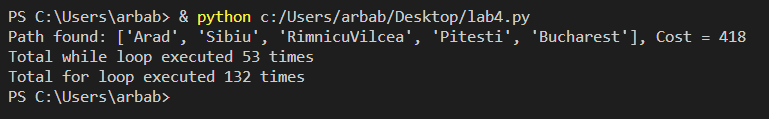 PS C:\Users\arbab> & python c:/Users/arbab/Desktop/lab4.py
Path found: ['Arad', 'Sibiu', 'RimnicuVilcea', 'Pitesti', 'Bucharest'], Cost = 418
Total while loop executed 53 times
Total for loop executed 132 times
PS C:\Users\arbab>